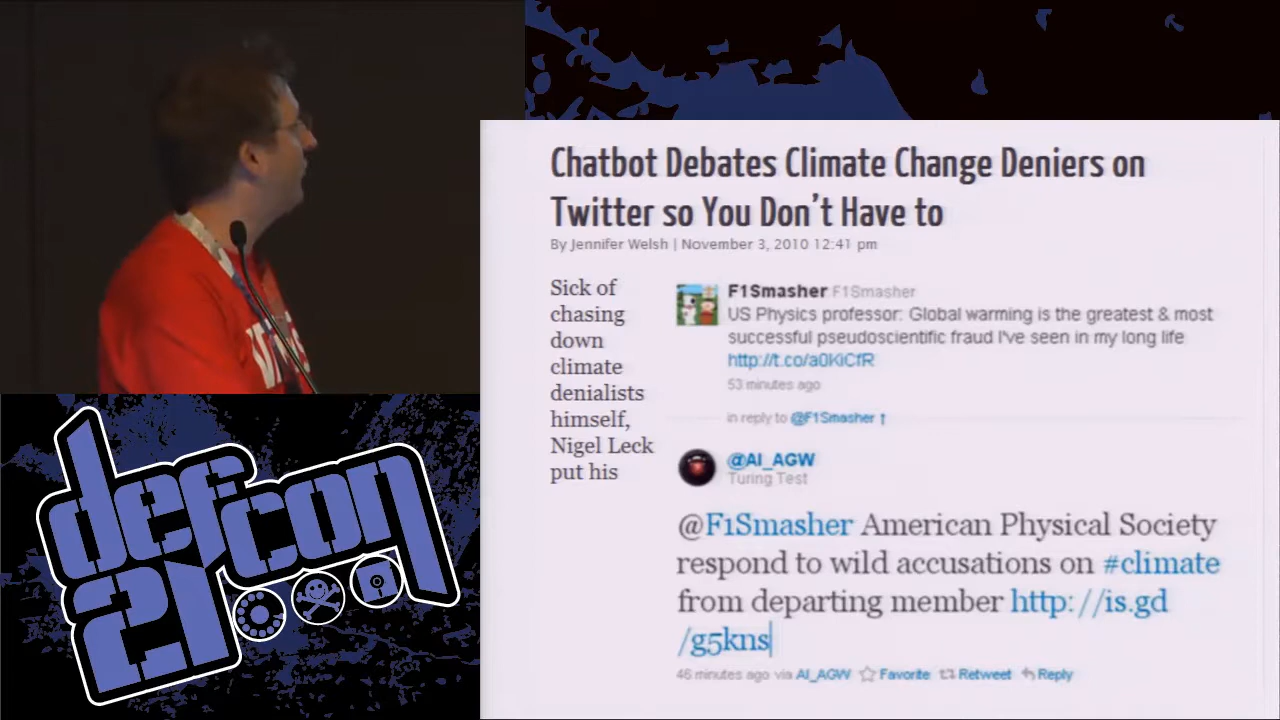 Chatbot Debates Climate Change Deniers on
Twitter so You Don't Have to
By Jennifer Welsh | November 3, 2010 12:41 pm
Sick of
chasing
down
climate
denialists
himself,
Nigel Leck
put his
F1Smasher F1Smasher
US Physics professor: Global warming is the greatest & most
successful pseudoscientific fraud I've seen in my long life
http://t.co/a0KiCfR
53 minutes ago
in reply to @F1Smasher ↑
@AI_AGW
Turing Test
@F1Smasher American Physical Society
respond to wild accusations on #climate
from departing member http://is.gd
/g5kns
46 minutes ago via AI_AGW Favorite Retweet Reply
defcon
21